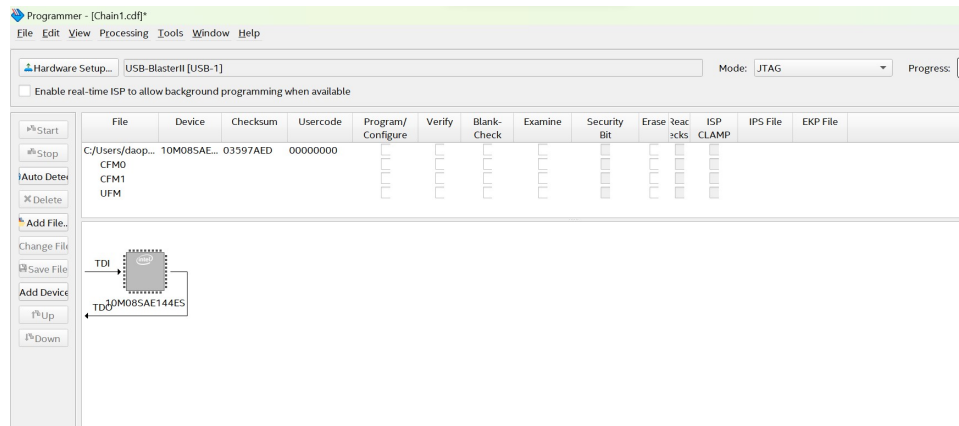 Programmer - [Chain1.cdf]*
File Edit View Processing Tools Window Help
Hardware Setup... USB-BlasterII [USB-1] Mode: JTAG Progress:
Enable real-time ISP to allow background programming when available
Start
Stop
Auto Detec
Delete
Add File..
Change File
Save File
Add Device
Up
Down
File Device Checksum Usercode Program/ Configure Verify Blank- Check Examine Security Bit Erase ISP CLAMP IPS File EKP File
C:/Users/daop... 10M08SAE... 03597AED 00000000
CFM0
CFM1
UFM
TDI
intel
10M08SAE144ES
TDO